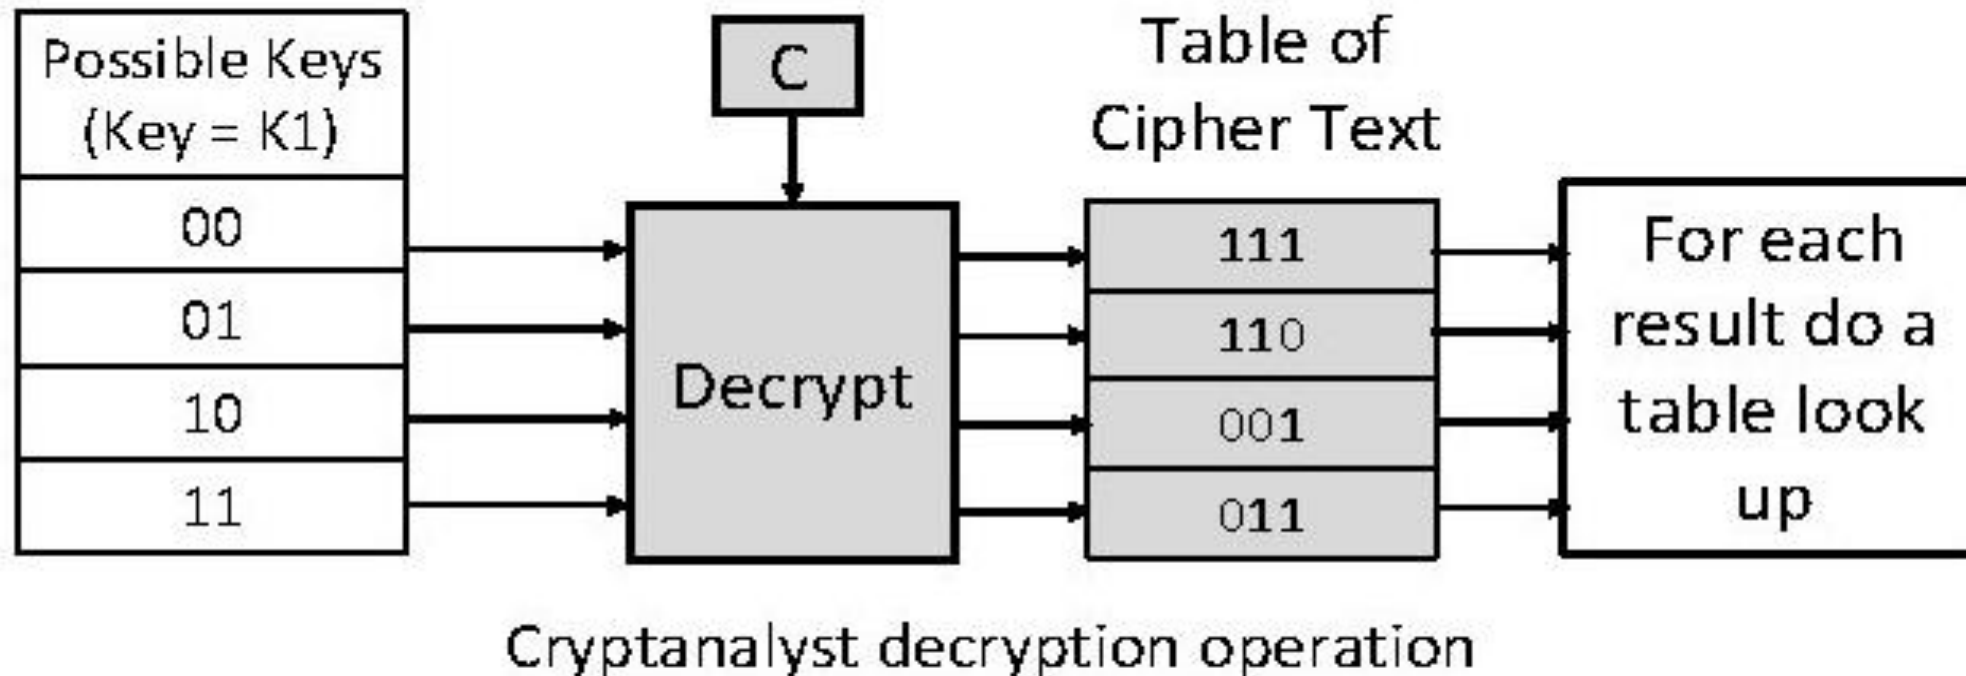 Possible Keys
(Key = K1)
00
01
10
11
C
Decrypt
Table of
Cipher Text
111
110
001
011
For each
result do a
table look
up
Cryptanalyst decryption operation